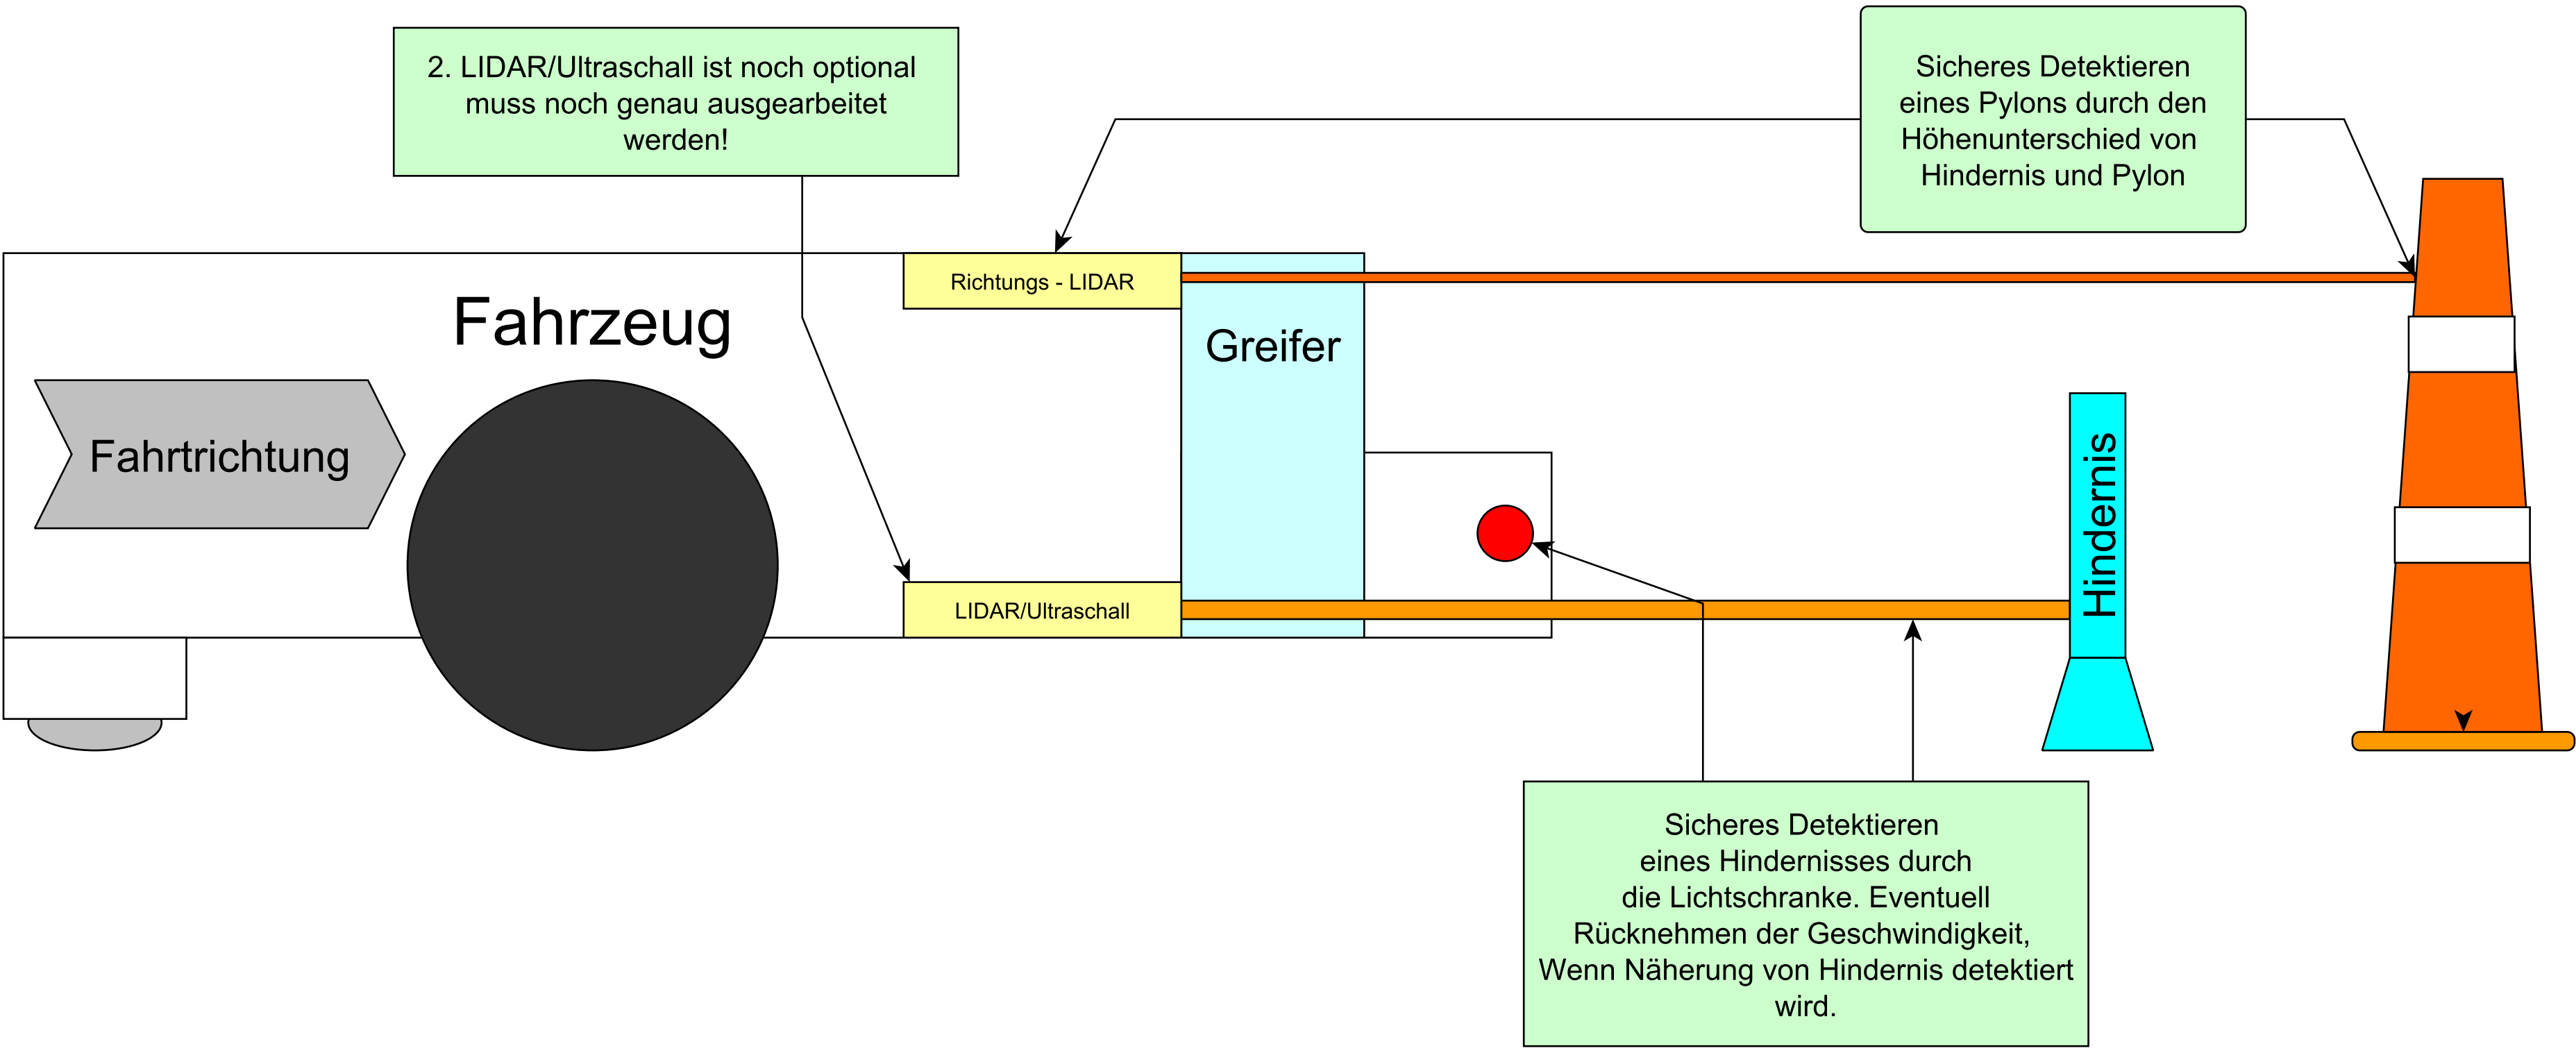 2. LIDAR/Ultraschall ist noch optional
muss noch genau ausgearbeitet
werden!
Sicheres Detektieren
eines Pylons durch den
Höhenunterschied von
Hindernis und Pylon
Richtungs - LIDAR
Fahrzeug
Greifer
Fahrtrichtung
Hindernis
LIDAR/Ultraschall
Sicheres Detektieren
eines Hindernisses durch
die Lichtschranke. Eventuell
Rücknehmen der Geschwindigkeit,
Wenn Näherung von Hindernis detektiert
wird.